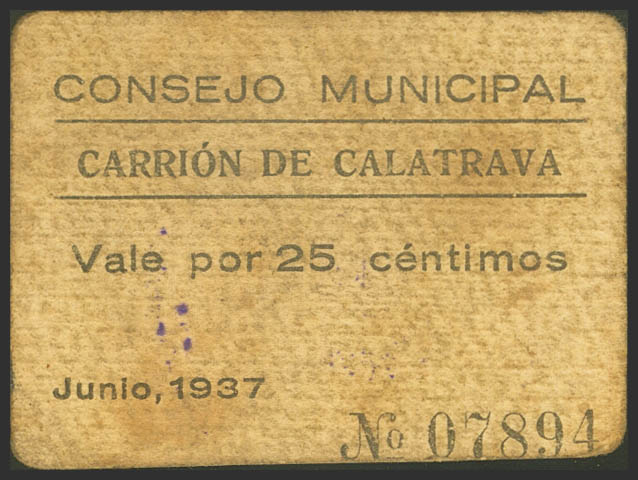 CONSEJO MUNICIPAL
CARRIÓN DE CALATRAVA
Vale por 25 céntimos
Junio, 1937
No 07894